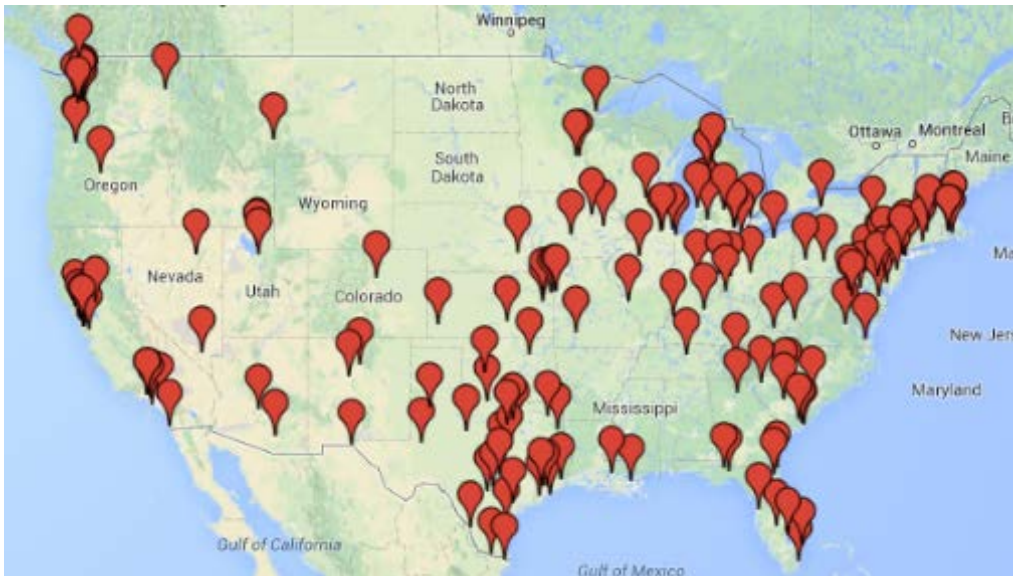 Winnipeg
North
Dakota
Ottawa
Montreal
Maine
South
Dakota
Oregon
Wyoming
Nevada
Utah
Colorado
New Jer
Maryland
Mississippi
Gulf of California
Gulf of Mexico